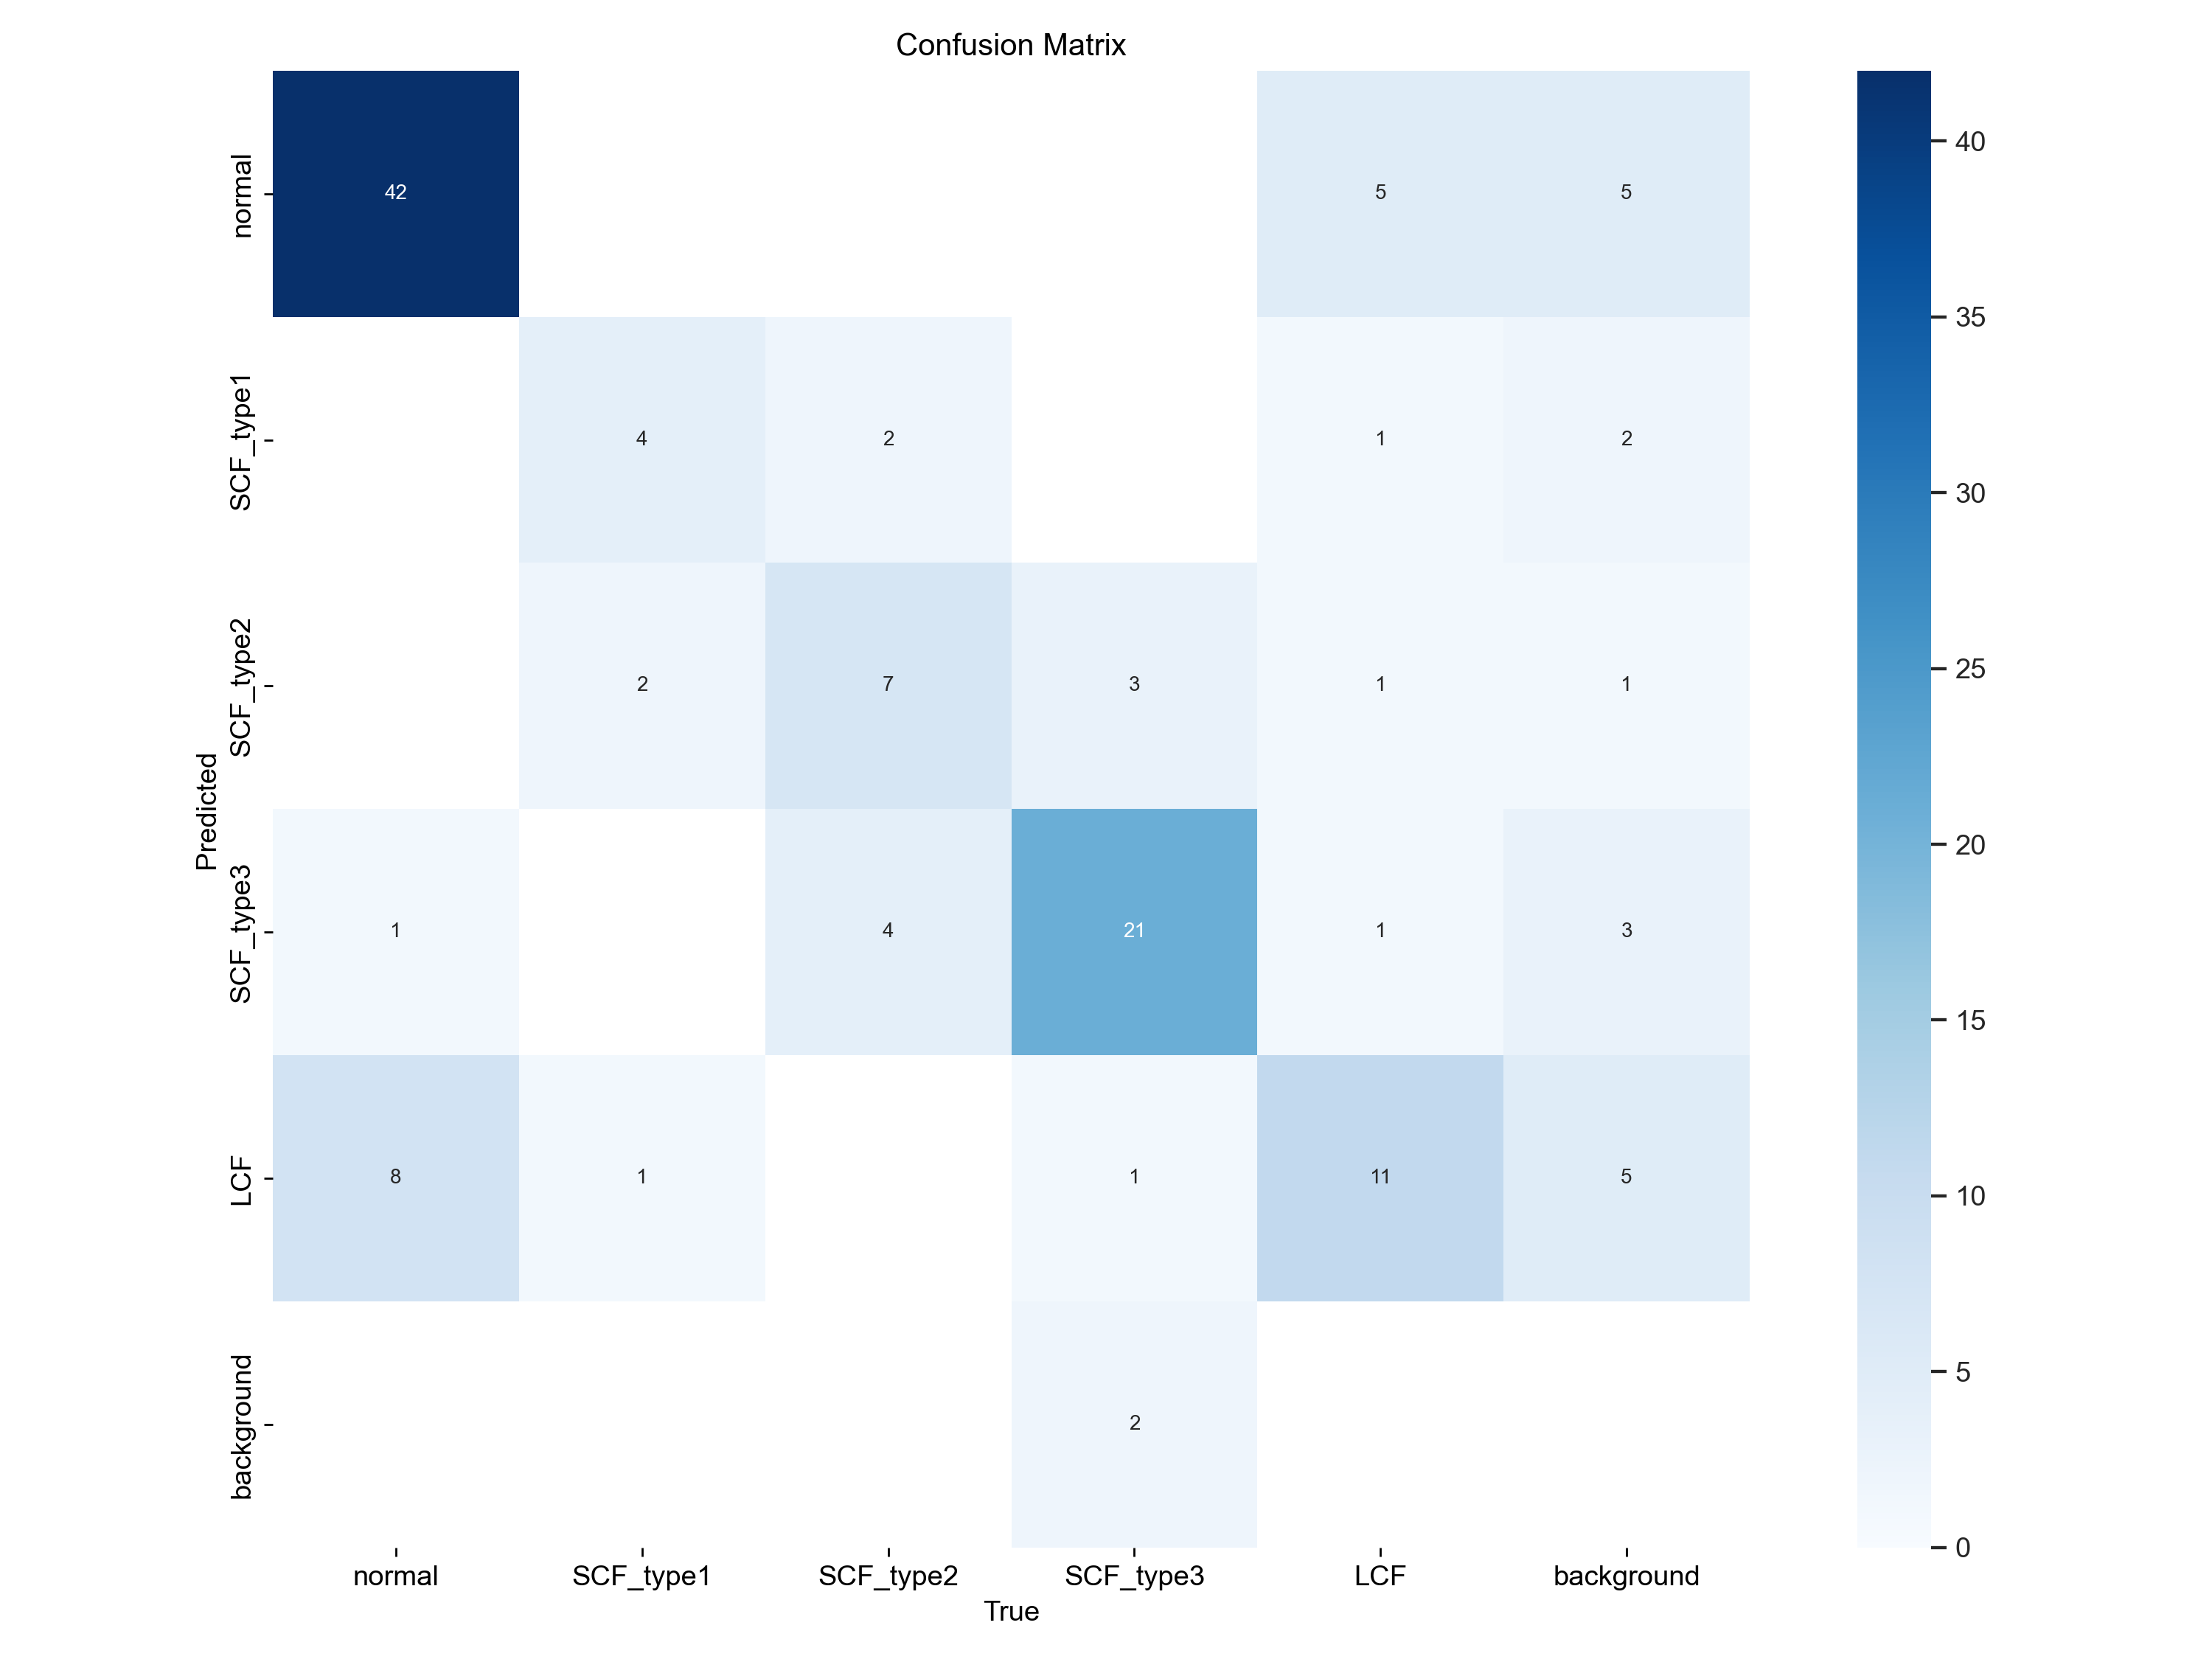 Confusion Matrix
normal
42
5
5
SCF_type1
4
2
1
2
SCF_type2
2
7
3
1
1
SCF_type3
1
4
21
1
3
LCF
8
1
1
11
5
background
2
Predicted
normal
SCF_type1
SCF_type2
SCF_type3
LCF
background
True
40
35
30
25
20
15
10
5
0